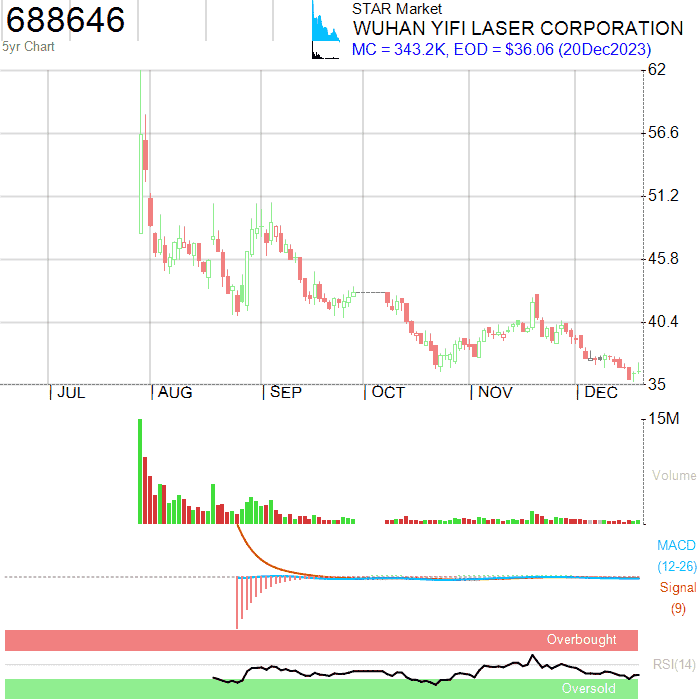 688646
5yr Chart
STAR Market
WUHAN YIFI LASER CORPORATION
MC = 343.2K, EOD = $36.06 (20Dec2023)
62
56.6
51.2
45.8
40.4
35
JUL AUG SEP OCT NOV DEC
15M
Volume
MACD
(12-26)
Signal
(9)
Overbought
RSI(14)
Oversold